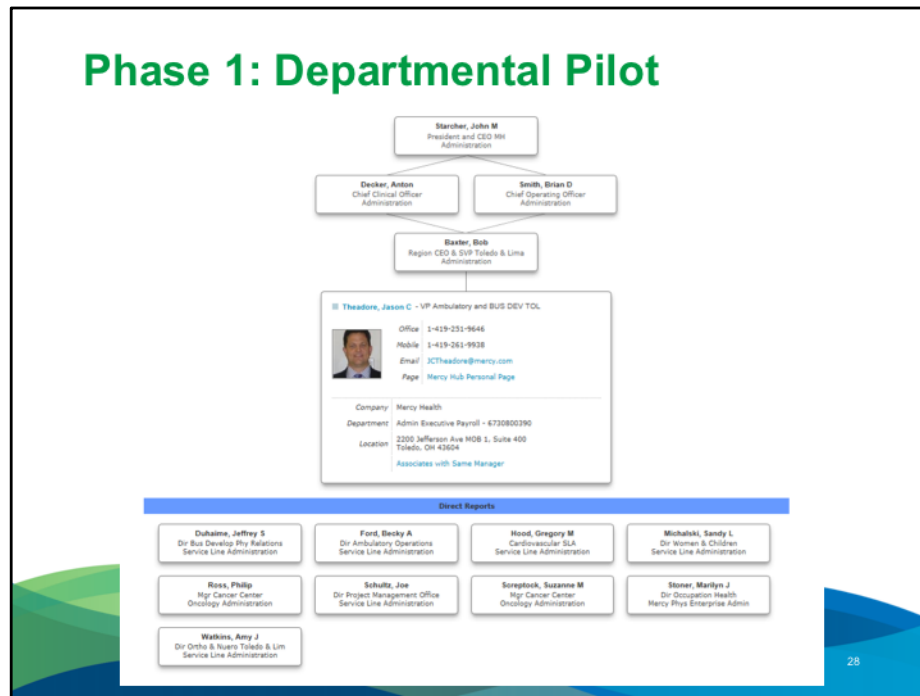 Phase 1: Departmental Pilot
Starcher, John M
President and CEO MH
Administration
Decker, Anton
Chief Clinical Officer
Administration
Smith, Brian D
Chief Operating Officer
Administration
Baxter, Bob
Region CEO & SVP Toledo & Lima
Administration
Theadore, Jason C - VP Ambulatory and BUS DEV TOL
Office 1-419-251-9646
Mobile 1-419-261-9938
Email JCTheadore@mercy.com
Page Mercy Hub Personal Page
Company Mercy Health
Department Admin Executive Payroll - 6730800390
Location 2200 Jefferson Ave MOB 1, Suite 400
Toledo, OH 43604
Associates with Same Manager
Direct Reports
Duhaime, Jeffrey S
Dir Bus Develop Phy Relations
Service Line Administration
Ford, Becky A
Dir Ambulatory Operations
Service Line Administration
Hood, Gregory M
Cardiovascular SLA
Service Line Administration
Michalski, Sandy L
Dir Women & Children
Service Line Administration
Ross, Philip
Mgr Cancer Center
Oncology Administration
Schultz, Joe
Dir Project Management Office
Service Line Administration
Screptock, Suzanne M
Mgr Cancer Center
Oncology Administration
Stoner, Marilyn J
Dir Occupation Health
Mercy Phys Enterprise Admin
Watkins, Amy J
Dir Ortho & Nuero Toledo & Lim
Service Line Administration
28